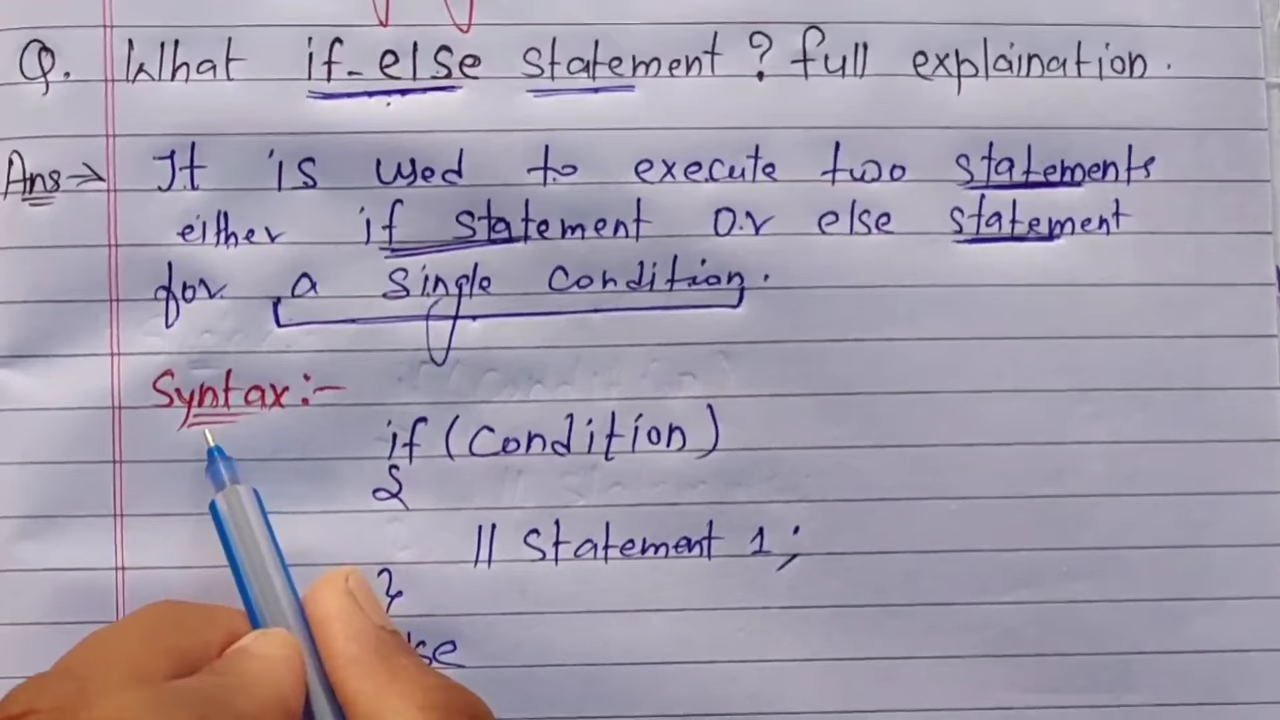 Q. What if-else statement? full explaination.
Ans→ It is used to execute two statements
either if statement or else statement
for a single condition.
Syntax:-
if (Condition)
{
// Statement 1;
}